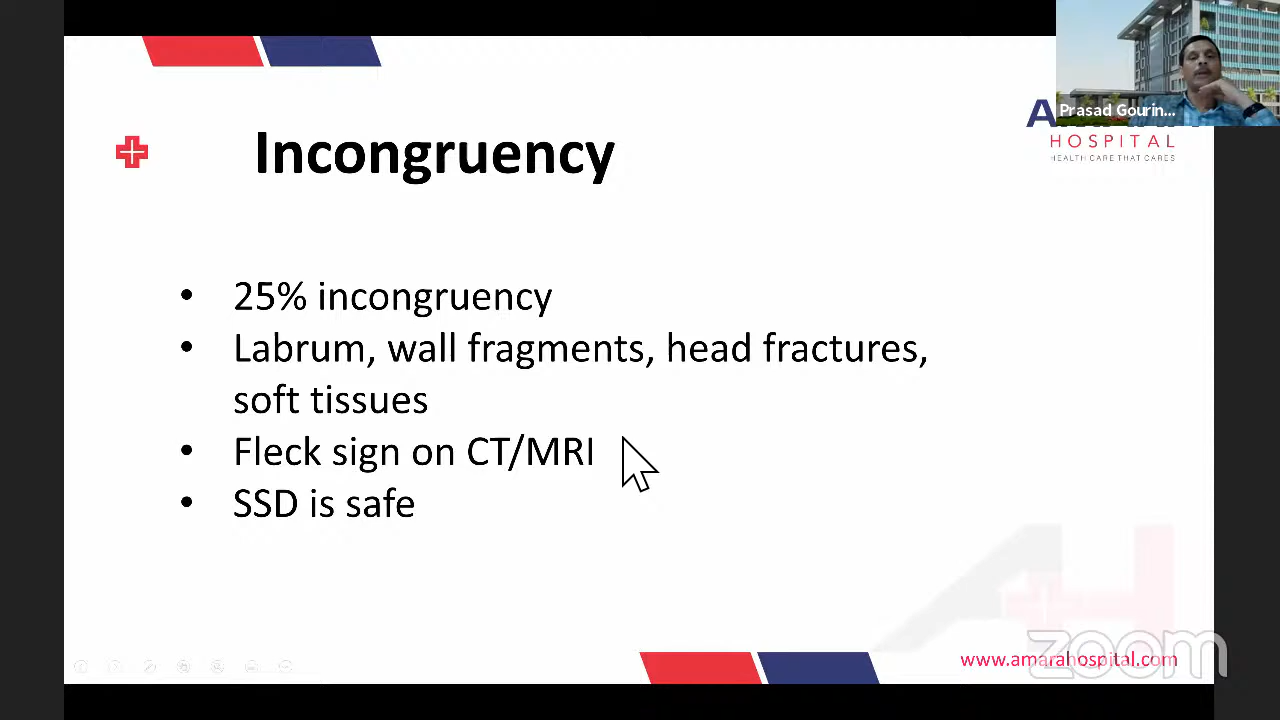 Prasad Gourin...
HOSPITAL
HEALTH CARE THAT CARES
Incongruency
• 25% incongruency
• Labrum, wall fragments, head fractures,
soft tissues
• Fleck sign on CT/MRI
• SSD is safe
zoom
www.amarahospital.com